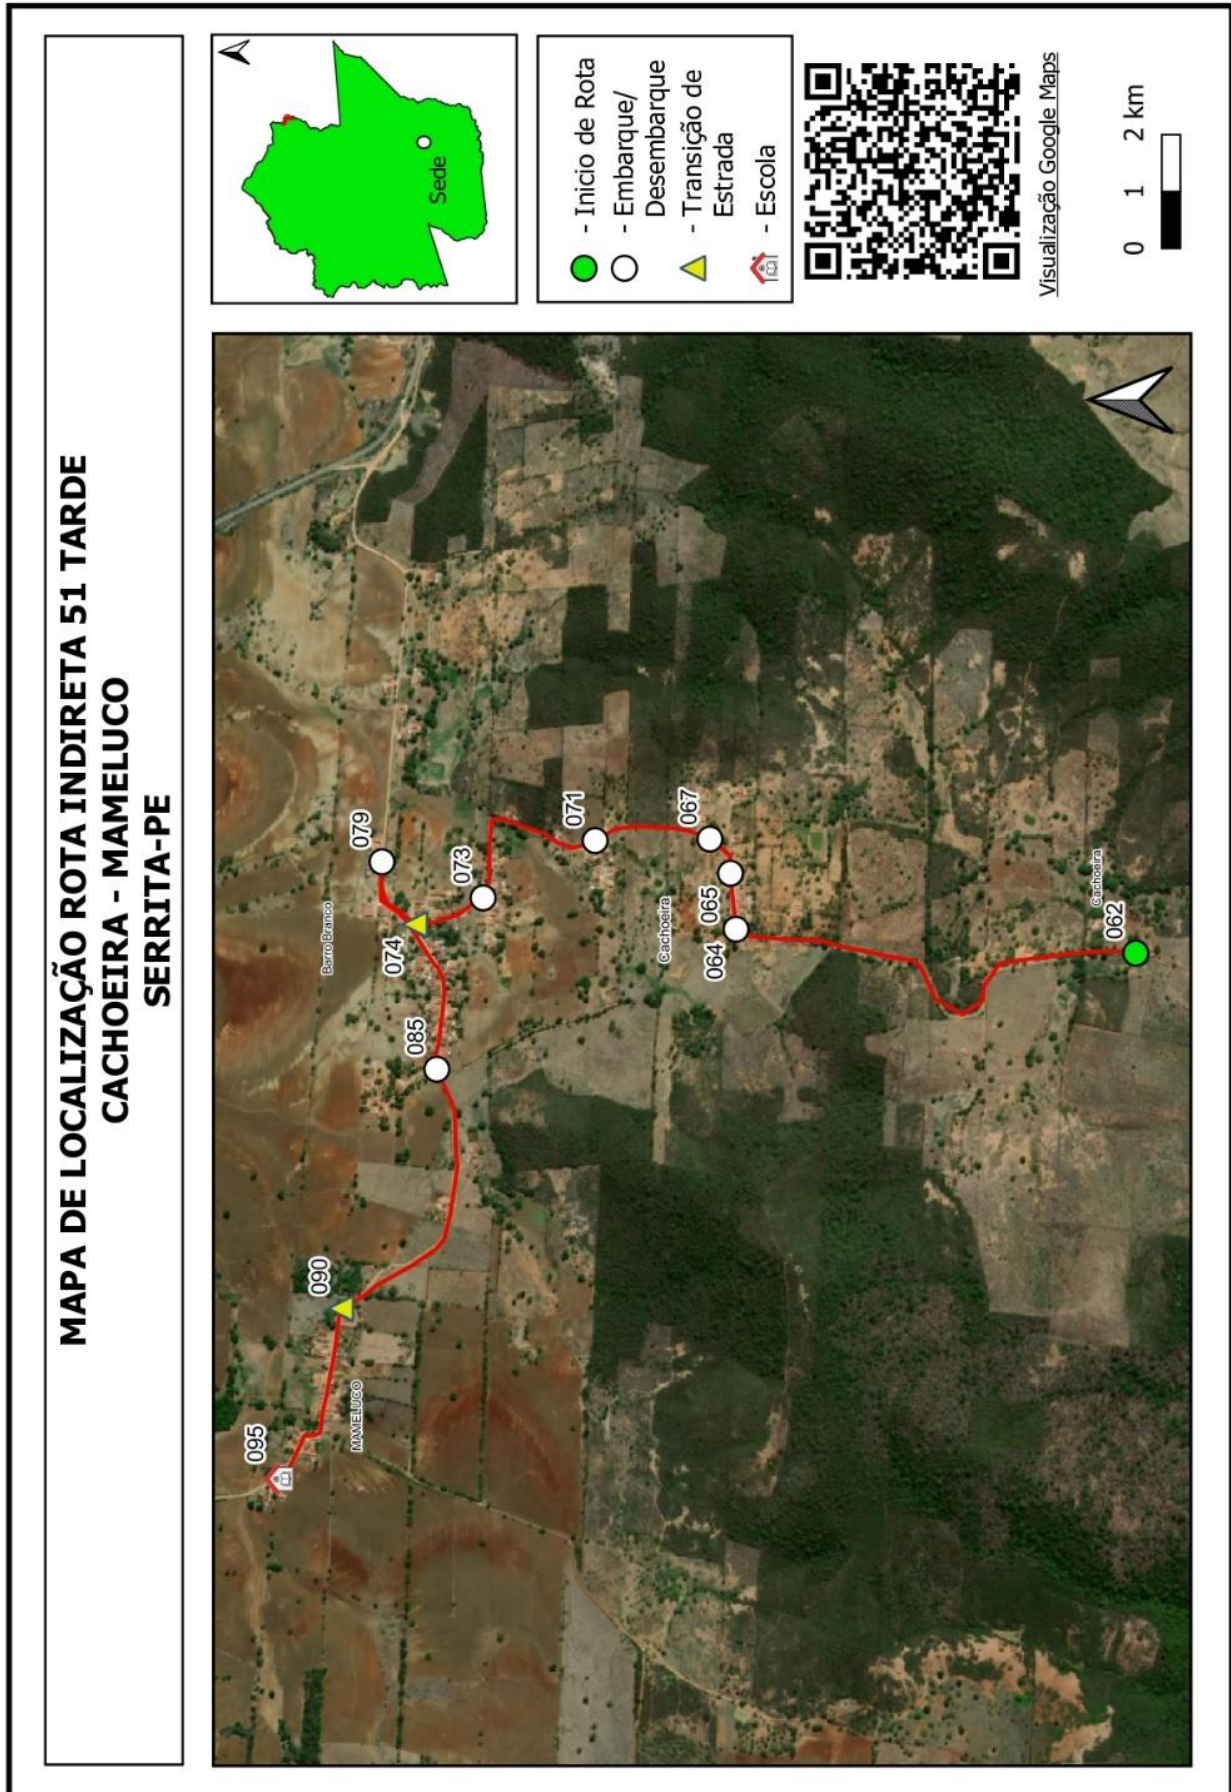 MAPA DE LOCALIZAÇÃO ROTA INDIRETA 51 TARDE
CACHOEIRA - MAMELUCO
SERRITA-PE
095
MAMELUCO
090
085
Barro Branco
074
079
073
071
Cachoeira
064
065
067
Cachoeira
062
Sede
- Inicio de Rota
- Embarque/
Desembarque
- Transição de
Estrada
- Escola
Visualização Google Maps
0 1 2 km